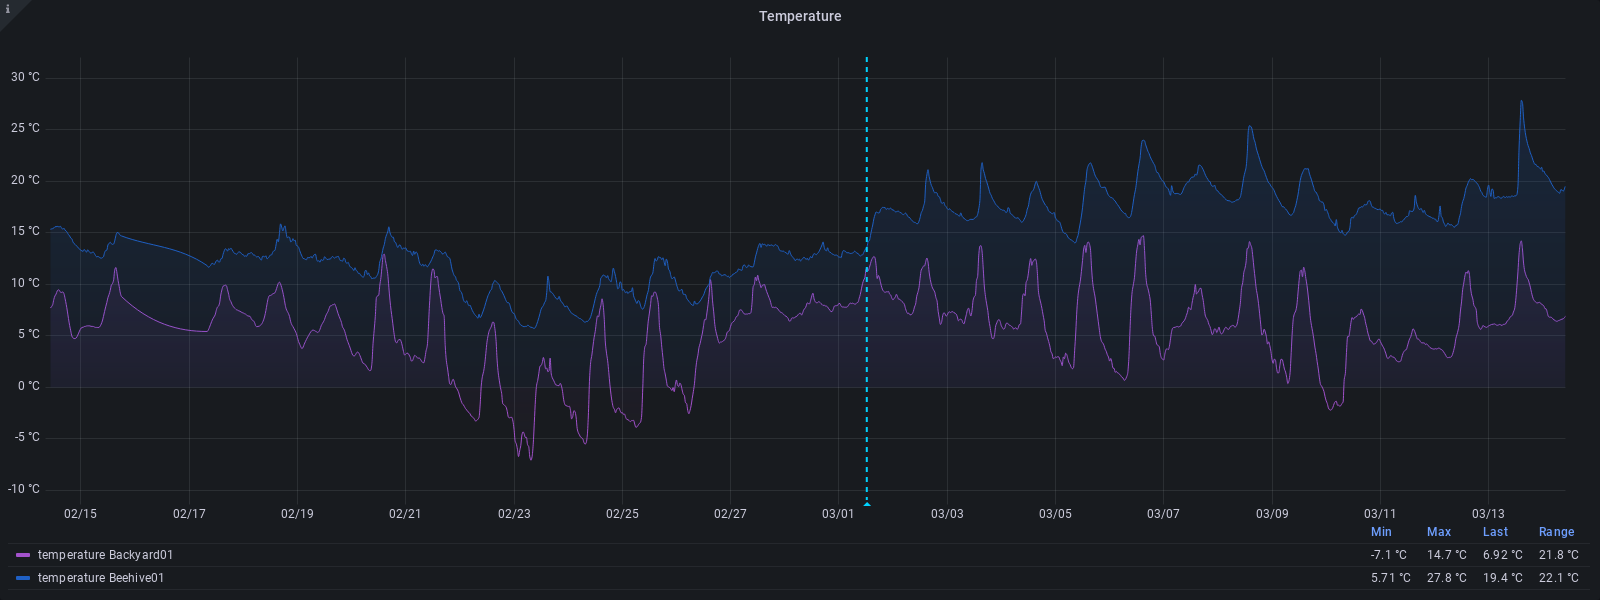 i
Temperature
30 °C
25 °C
20 °C
15 °C
10 °C
5 °C
0 °C
-5 °C
-10 °C
02/15 02/17 02/19 02/21 02/23 02/25 02/27 03/01 03/03 03/05 03/07 03/09 03/11 03/13
Min Max Last Range
temperature Backyard01 -7.1 °C 14.7 °C 6.92 °C 21.8 °C
temperature Beehive01 5.71 °C 27.8 °C 19.4 °C 22.1 °C